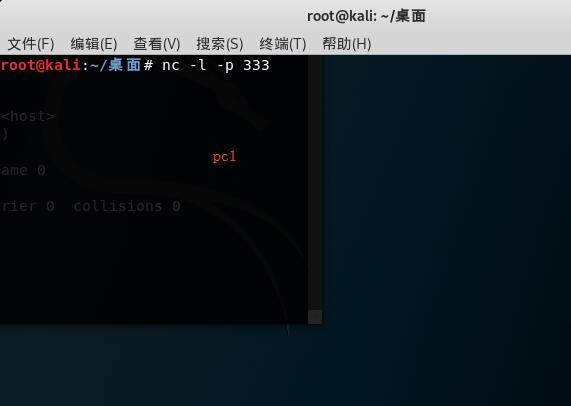 root@kali: ~/桌面
文件(F) 编辑(E) 查看(V) 搜索(S) 终端(T) 帮助(H)
root@kali:~/桌面# nc -l -p 333
<host>
)
ame 0
pc1
rier 0  collisions 0